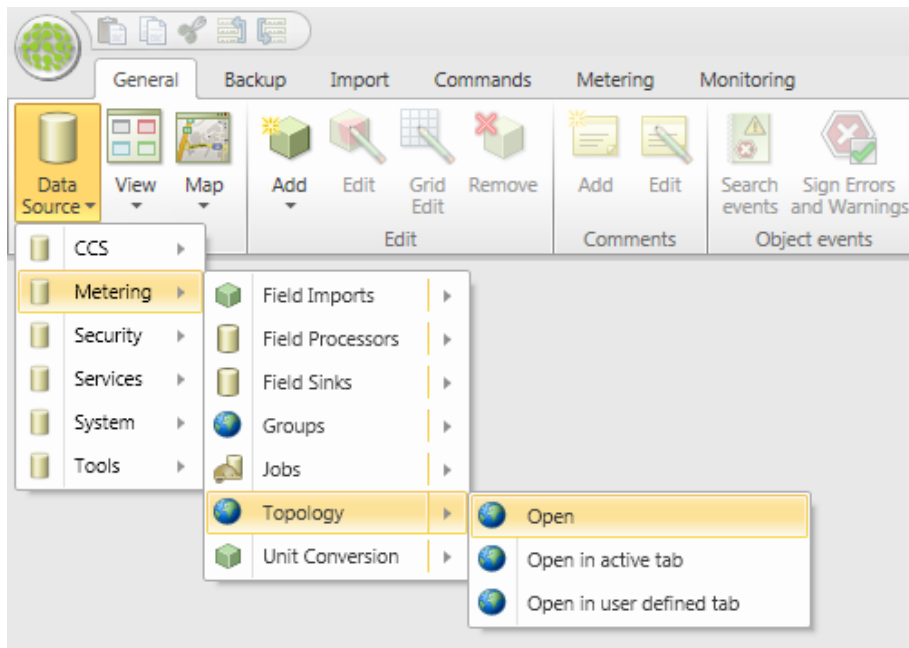 General Backup Import Commands Metering Monitoring
Data Source View Map Add Edit Grid Edit Remove Add Edit Search events Sign Errors and Warnings
Edit Comments Object events
CCS
Metering
Security
Services
System
Tools
Field Imports
Field Processors
Field Sinks
Groups
Jobs
Topology
Unit Conversion
Open
Open in active tab
Open in user defined tab